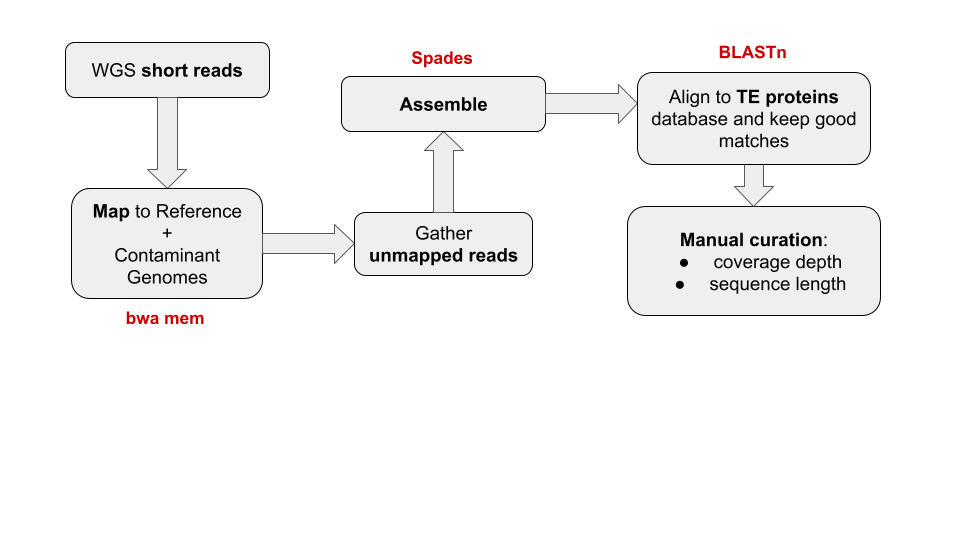 WGS short reads
Map to Reference
+
Contaminant
Genomes
bwa mem
Gather
unmapped reads
Spades
Assemble
BLASTn
Align to TE proteins
database and keep good
matches
Manual curation:
● coverage depth
● sequence length